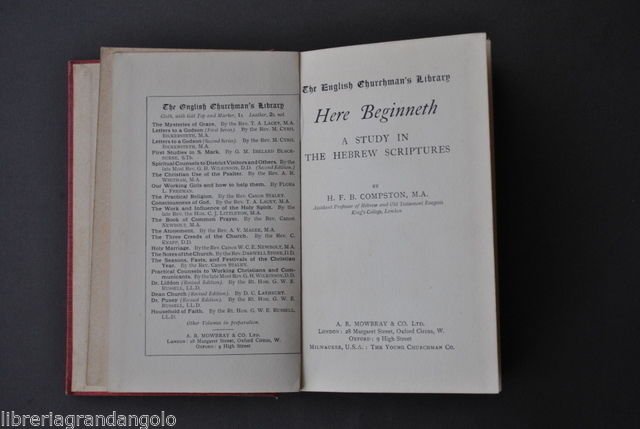 The English Churchman's Library
Cloth, with Gilt Top and Marker, 1s. Leather, 2s. net
The Mysteries of Grace. By the Rev. T. A. LACEY, M.A.
Letters to a Godson (First Series). By the Rev. M. CYRIL
BICKERSTETH, M.A.
Letters to a Godson (Second Series). By the Rev. M. CYRIL
BICKERSTETH, M.A.
First Studies in S. Mark. By G. M. IRELAND BLACK-
BURNE, S.Th.
Spiritual Counsels to District Visitors and Others. By the
late Most Rev. G. H. WILKINSON, D.D. (Second Edition.)
The Christian Use of the Psalter. By the Rev. A. R.
WHITHAM, M.A.
Our Working Girls and how to help them. By FLORA
L. FREEMAN.
The Practical Religion. By Rev. Canon STALEY.
Consciousness of God. By the Rev. T. A. LACEY, M.A.
The Work and Influence of the Holy Spirit. By the
late Rev. the Hon. C. J. LITTLETON, M.A.
The Book of Common Prayer. By the Rev. Canon
NEWBOLT, M.A.
The Atonement. By A. V. MAGEE, M.A.
The Three Creeds of the Church. By the Rev. C.
KNAPP, D.D.
Holy Marriage. By the Rev. Canon W. C. E. NEWBOLT, M.A.
The Notes of the Church. By the Rev. DARWELL STONE, D.D.
The Seasons, Fasts, and Festivals of the Christian
Year. By the Rev. Canon STALEY.
Practical Counsels to Working Christians and Com-
municants. By the late Most Rev. G. H. WILKINSON, D.D.
Dr. Liddon (Revised Edition). By the Rt. Hon. G. W. E.
RUSSELL, LL.D.
Dean Church (Revised Edition). By D. C. LATHBURY.
Dr. Pusey (Revised Edition). By the Rt. Hon. G. W. E.
RUSSELL, LL.D.
Household of Faith. By the Rt. Hon. G. W. E. RUSSELL,
LL.D.
Other Volumes in preparation.
A. R. MOWBRAY & CO. LTD.
LONDON: 28 Margaret Street, Oxford Circus, W.
OXFORD: 9 High Street
The English Churchman's Library
Here Beginneth
A STUDY IN
THE HEBREW SCRIPTURES
BY
H. F. B. COMPSTON, M.A.
Assistant Professor of Hebrew and Old Testament Exegesis
King's College, London
A. R. MOWBRAY & CO. LTD.
LONDON: 28 Margaret Street, Oxford Circus, W.
OXFORD: 9 High Street
MILWAUKEE, U.S.A.: THE YOUNG CHURCHMAN CO.
libreriagrandangolo